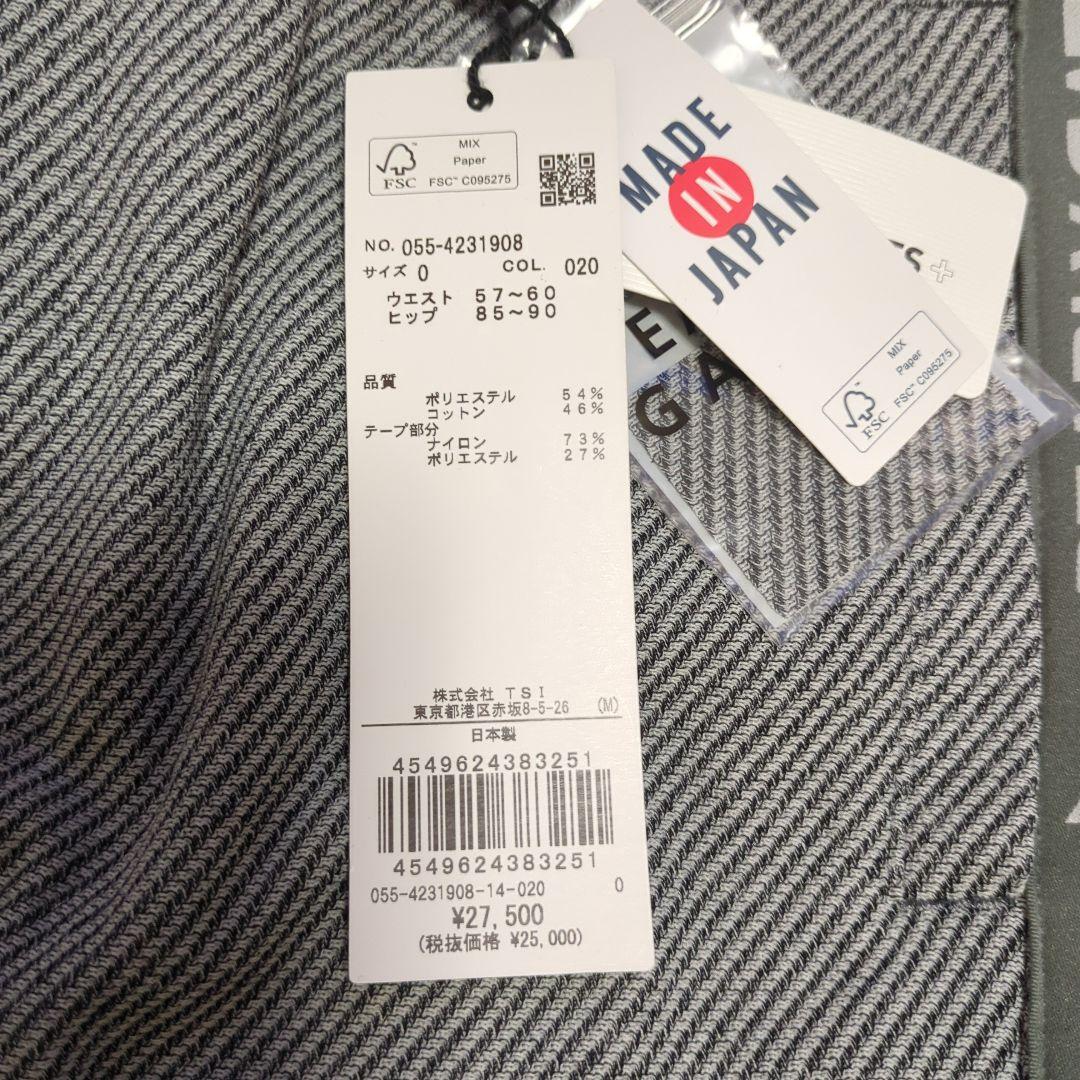 MIX
Paper
FSC™ C095275
FSC
NO. 055-4231908
サイズ 0 COL. 020
ウエスト 57~60
ヒップ 85~90
品質
ポリエステル 54%
コットン 46%
テープ部分
ナイロン 73%
ポリエステル 27%
株式会社 TSI
東京都港区赤坂8-5-26 (M)
日本製
4549624383251
4549624383251
055-4231908-14-020 0
¥27,500
(税抜価格 ¥25,000)
MADE
IN
JAPAN
MIX
Paper
FSC™ C095275
FSC